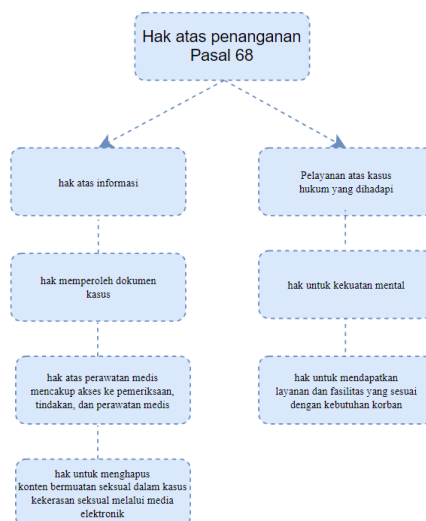 Hak atas penanganan
Pasal 68
hak atas informasi
Pelayanan atas kasus
hukum yang dihadapi
hak memperoleh dokumen
kasus
hak untuk kekuatan mental
hak atas perawatan medis
mencakup akses ke pemeriksaan,
tindakan, dan perawatan medis
hak untuk mendapatkan
layanan dan fasilitas yang sesuai
dengan kebutuhan korban
hak untuk menghapus
konten bermuatan seksual dalam kasus
kekerasan seksual melalui media
elektronik